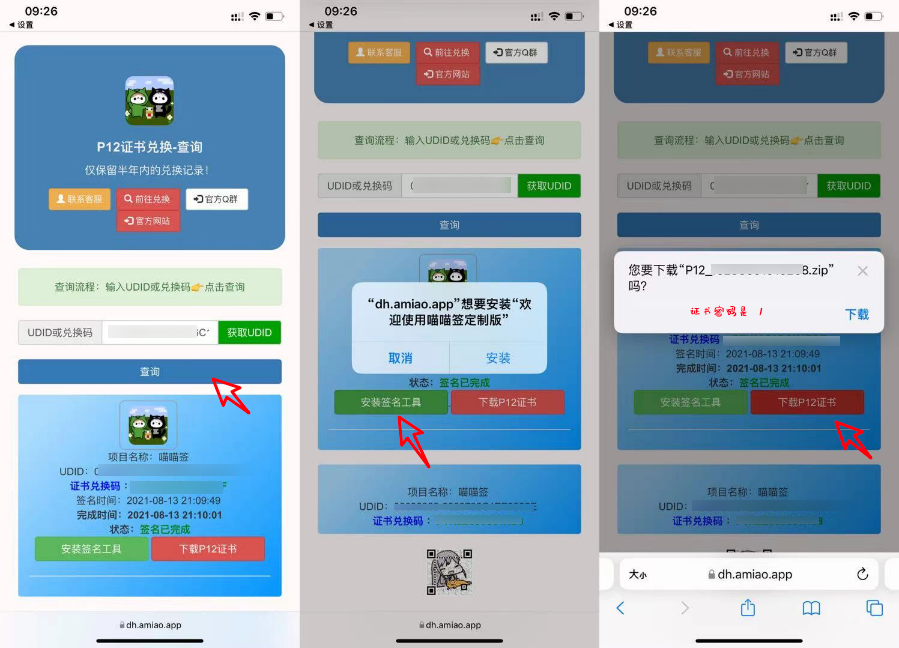 09:26
设置
P12证书兑换-查询
仅保留半年内的兑换记录!
联系客服
前往兑换
官方Q群
官方网站
查询流程:输入UDID或兑换码👉点击查询
UDID或兑换码
获取UDID
查询
项目名称:喵喵签
UDID:
证书兑换码:
签名时间:2021-08-13 21:09:49
完成时间:2021-08-13 21:10:01
状态:签名已完成
安装签名工具
下载P12证书
dh.amiao.app
09:26
设置
联系客服
前往兑换
官方Q群
官方网站
查询流程:输入UDID或兑换码👉点击查询
UDID或兑换码
获取UDID
查询
“dh.amiao.app”想要安装“欢
迎使用喵喵签定制版”
取消
安装
状态:签名已完成
安装签名工具
下载P12证书
项目名称:喵喵签
UDID:
证书兑换码:
dh.amiao.app
09:26
设置
联系客服
前往兑换
官方Q群
官方网站
查询流程:输入UDID或兑换码👉点击查询
UDID或兑换码
获取UDID
查询
您要下载“P12_ 8.zip”
吗?
证书密码是 1
下载
证书兑换码
签名时间:2021-08-13 21:09:49
完成时间:2021-08-13 21:10:01
状态:签名已完成
安装签名工具
下载P12证书
项目名称:喵喵签
UDID:
证书兑换码:
大小
dh.amiao.app